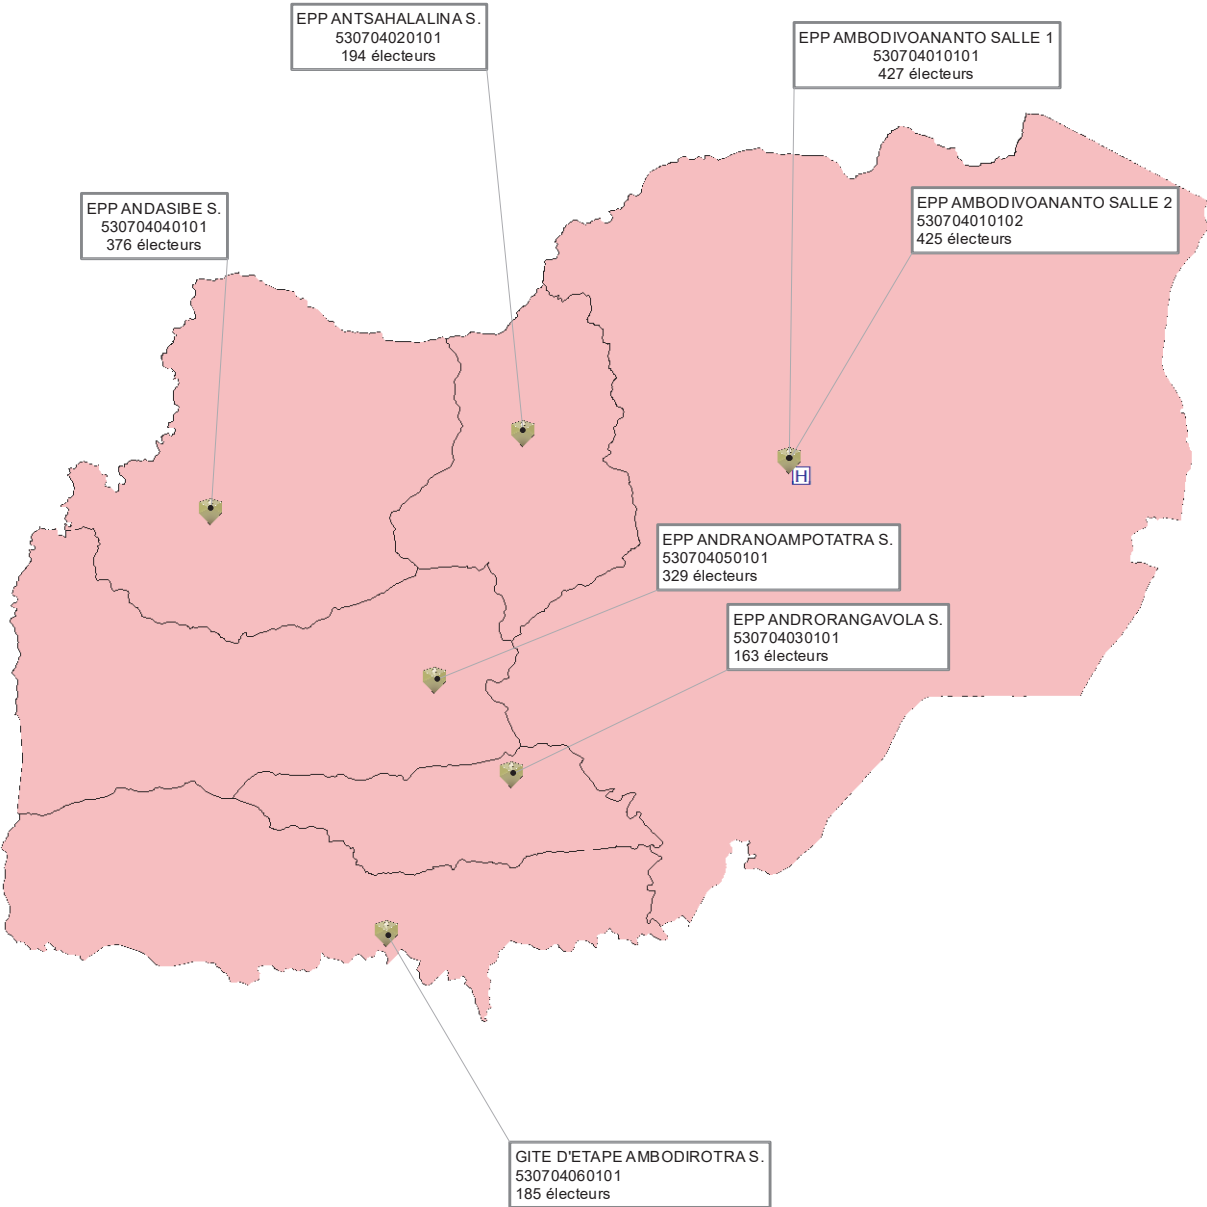 EPP ANTSAHALALINA S.
530704020101
194 électeurs
EPP AMBODIVOANANTO SALLE 1
530704010101
427 électeurs
EPP ANDASIBE S.
530704040101
376 électeurs
EPP AMBODIVOANANTO SALLE 2
530704010102
425 électeurs
H
EPP ANDRANOAMPOTATRA S.
530704050101
329 électeurs
EPP ANDRORANGAVOLA S.
530704030101
163 électeurs
GITE D'ETAPE AMBODIROTRA S.
530704060101
185 électeurs